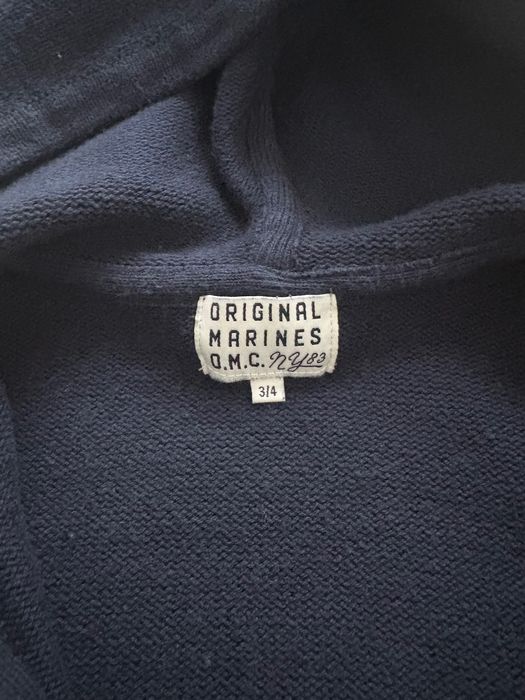 ORIGINAL
MARINES
O.M.C. NY83
3/4